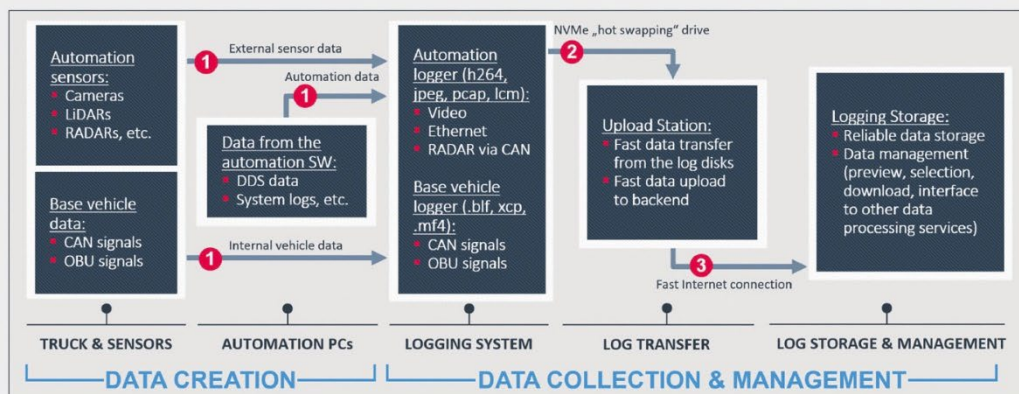 Automation
sensors:
Cameras
LiDARs
RADARs, etc.
Base vehicle
data:
CAN signals
OBU signals
1 External sensor data
1 Automation data
Data from the
automation SW:
DDS data
System logs, etc.
1 Internal vehicle data
Automation
logger (h264,
jpeg, pcap, lcm):
Video
Ethernet
RADAR via CAN
Base vehicle
logger (.blf, xcp,
.mf4):
CAN signals
OBU signals
NVMe „hot swapping“ drive
2
Upload Station:
Fast data transfer
from the log disks
Fast data upload
to backend
3
Fast Internet connection
Logging Storage:
Reliable data storage
Data management
(preview, selection,
download, interface
to other data
processing services)
TRUCK & SENSORS
AUTOMATION PCs
LOGGING SYSTEM
LOG TRANSFER
LOG STORAGE & MANAGEMENT
DATA CREATION
DATA COLLECTION & MANAGEMENT